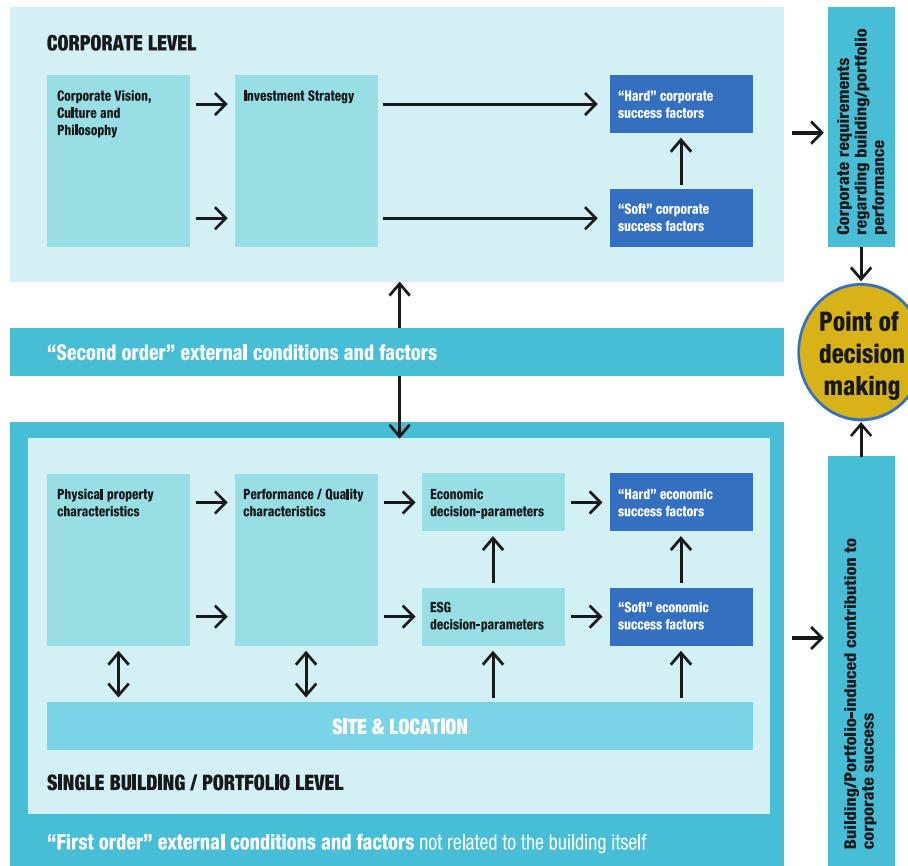 CORPORATE LEVEL
Corporate Vision,
Culture and
Philosophy
Investment Strategy
“Hard” corporate
success factors
“Soft” corporate
success factors
Corporate requirements
regarding building/portfolio
performance
“Second order” external conditions and factors
Point of
decision
making
Physical property
characteristics
Performance / Quality
characteristics
Economic
decision-parameters
“Hard” economic
success factors
ESG
decision-parameters
“Soft” economic
success factors
SITE & LOCATION
SINGLE BUILDING / PORTFOLIO LEVEL
“First order” external conditions and factors not related to the building itself
Building/Portfolio-induced contribution to
corporate success